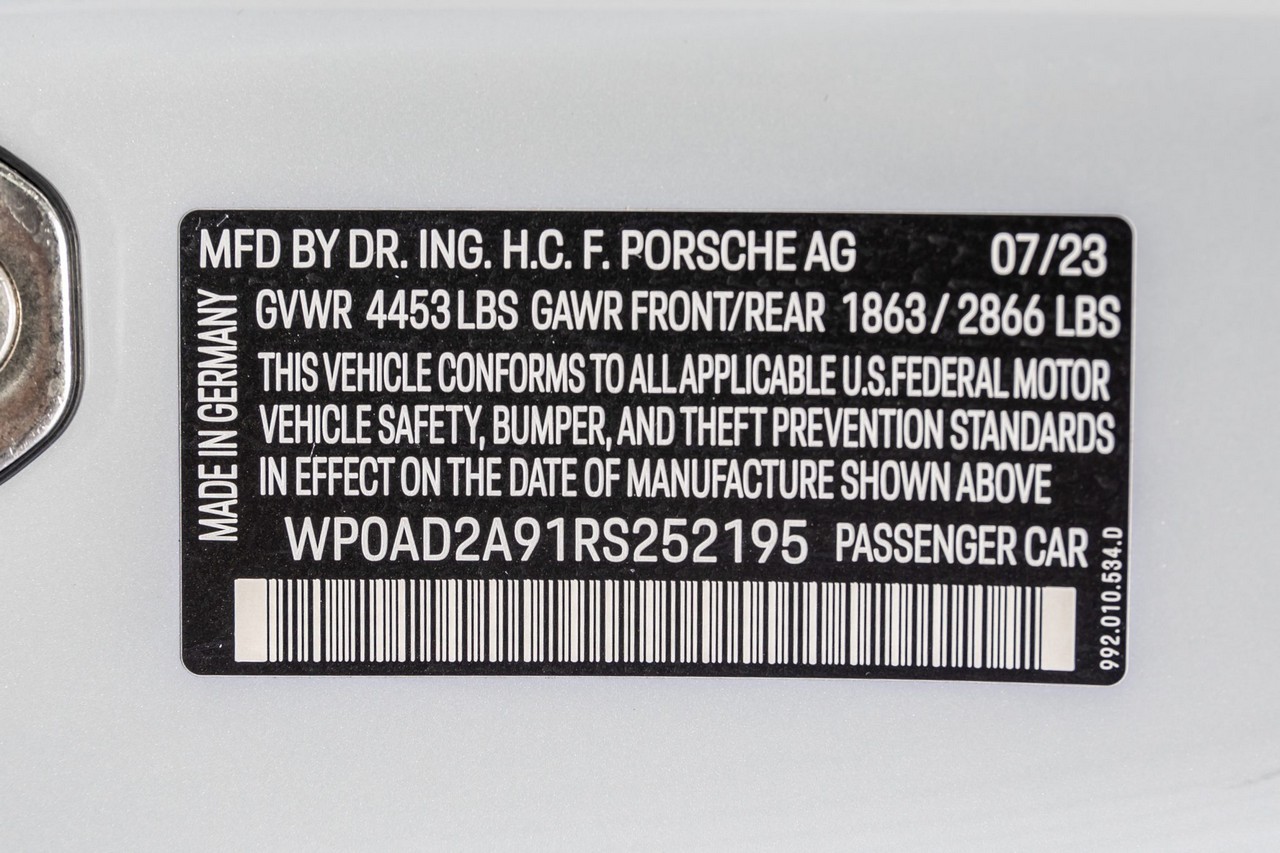 MFD BY DR. ING. H.C. F. PORSCHE AG 07/23
GVWR 4453 LBS GAWR FRONT/REAR 1863 / 2866 LBS
THIS VEHICLE CONFORMS TO ALL APPLICABLE U.S.FEDERAL MOTOR
VEHICLE SAFETY, BUMPER, AND THEFT PREVENTION STANDARDS
IN EFFECT ON THE DATE OF MANUFACTURE SHOWN ABOVE
WP0AD2A91RS252195 PASSENGER CAR
MADE IN GERMANY
992.010.534.0